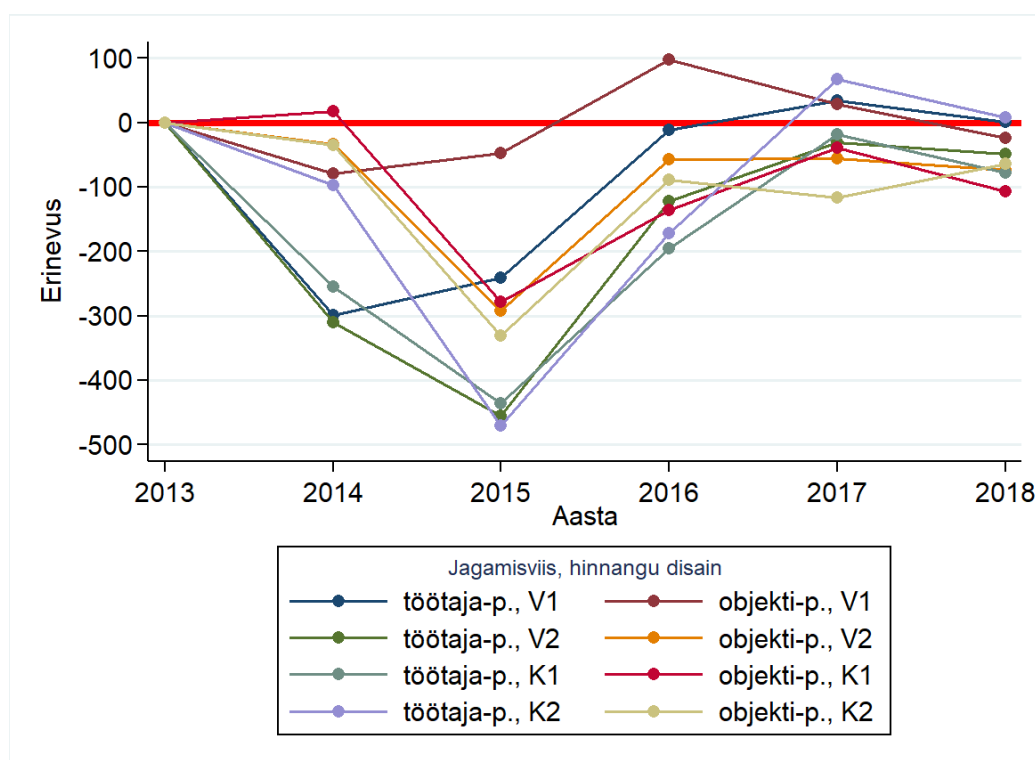 Erinevus
100
0
-100
-200
-300
-400
-500
2013 2014 2015 2016 2017 2018
Aasta
Jagamisviis, hinnangu disain
töötaja-p., V1 objekti-p., V1
töötaja-p., V2 objekti-p., V2
töötaja-p., K1 objekti-p., K1
töötaja-p., K2 objekti-p., K2